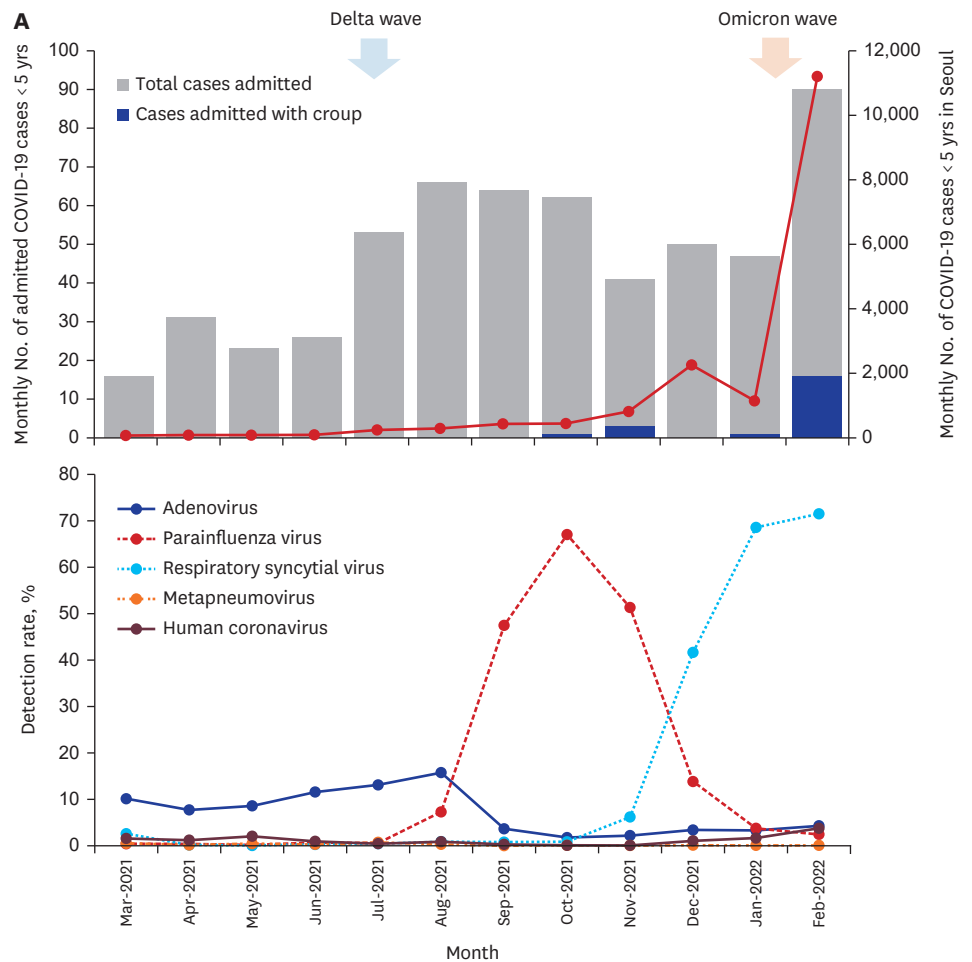 A
Delta wave
Omicron wave
Monthly No. of admitted COVID-19 cases < 5 yrs
100
90
80
70
60
50
40
30
20
10
0
Total cases admitted
Cases admitted with croup
12,000
10,000
8,000
6,000
4,000
2,000
0
Monthly No. of COVID-19 cases < 5 yrs in Seoul
Detection rate, %
80
70
60
50
40
30
20
10
0
Adenovirus
Parainfluenza virus
Respiratory syncytial virus
Metapneumovirus
Human coronavirus
Mar-2021
Apr-2021
May-2021
Jun-2021
Jul-2021
Aug-2021
Sep-2021
Oct-2021
Nov-2021
Dec-2021
Jan-2022
Feb-2022
Month